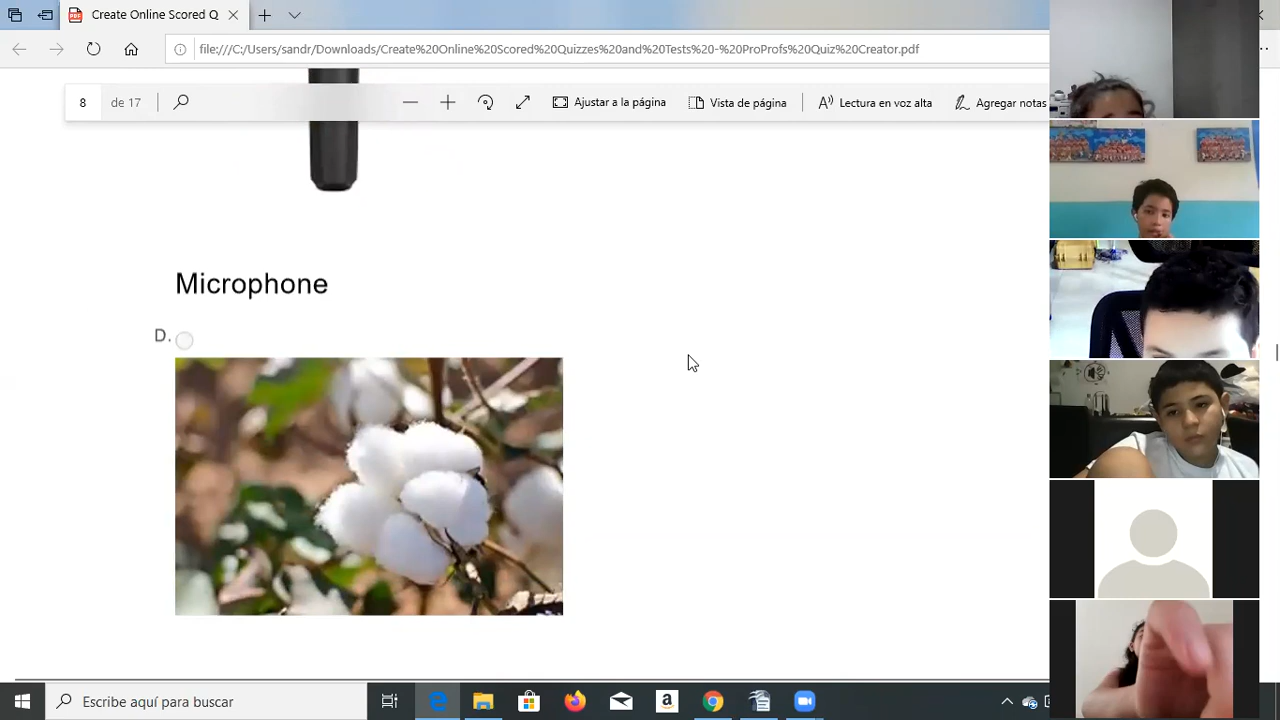 Create Online Scored Q
file:///C:/Users/sandr/Downloads/Create%20Online%20Scored%20Quizzes%20and%20Tests%20-%20ProProfs%20Quiz%20Creator.pdf
8 de 17 Ajustar a la página Vista de página Lectura en voz alta Agregar notas
Microphone
D.
Escribe aquí para buscar